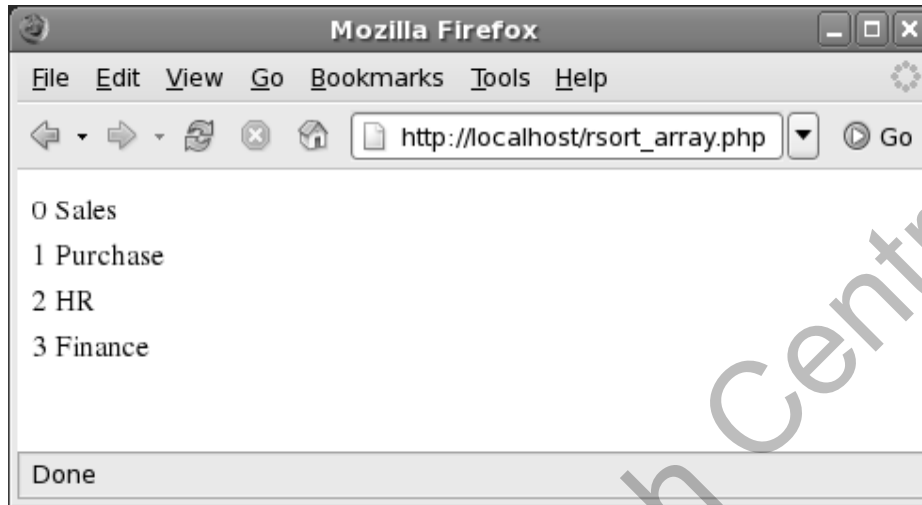 Mozilla Firefox
File Edit View Go Bookmarks Tools Help
http://localhost/rsort_array.php Go
0 Sales
1 Purchase
2 HR
3 Finance
Done